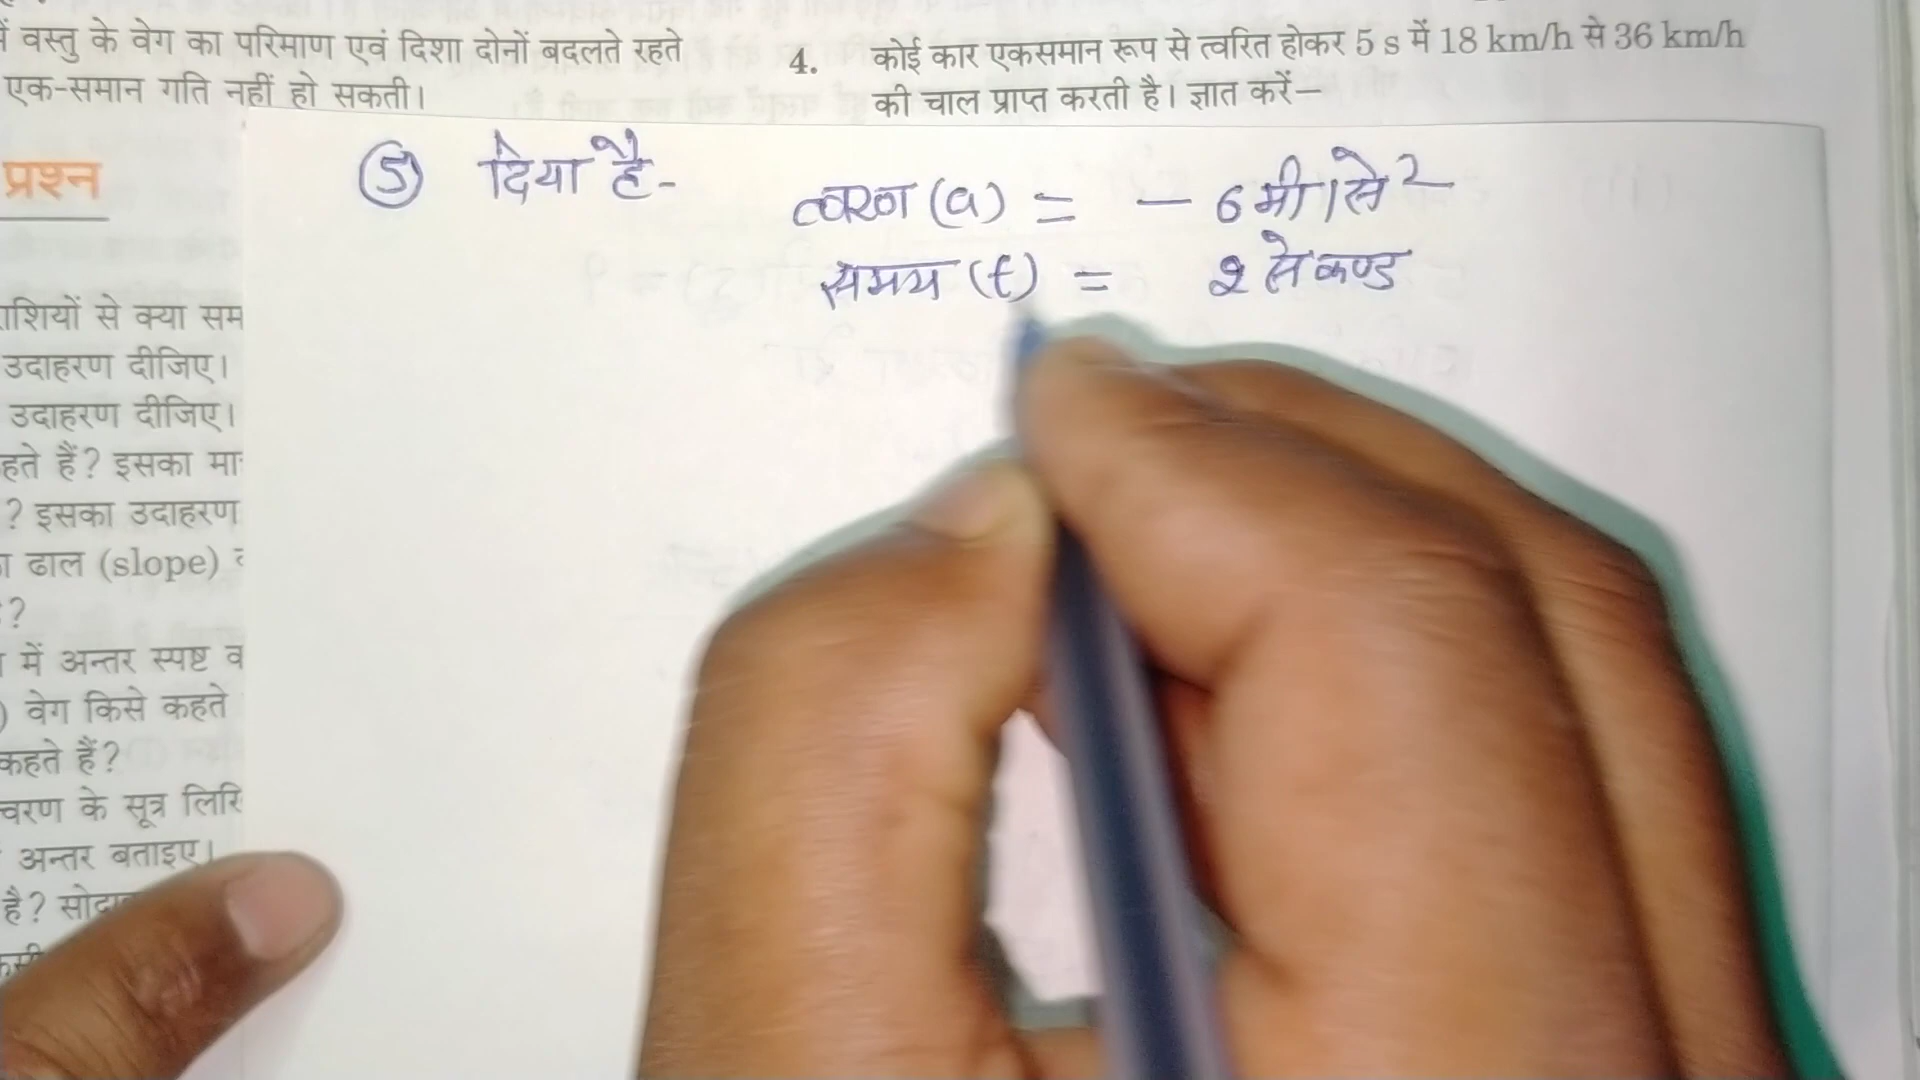 वस्तु के वेग का परिमाण एवं दिशा दोनों बदलते रहते
एक-समान गति नहीं हो सकती।
प्रश्न
राशियों से क्या सम
उदाहरण दीजिए।
उदाहरण दीजिए।
हते हैं? इसका मा
? इसका उदाहरण
ढाल (slope)
?
में अन्तर स्पष्ट
) वेग किसे कहते
कहते हैं?
के सूत्र
अन्तर बताइए।
है?
4. कोई कार एकसमान रूप से त्वरित होकर 5 s में 18 km/h से 36 km/h
की चाल प्राप्त करती है। ज्ञात करें—
5 दिया है-
त्वरण (a) = - 6 मी/से²
समय (t) = 2 सेकण्ड